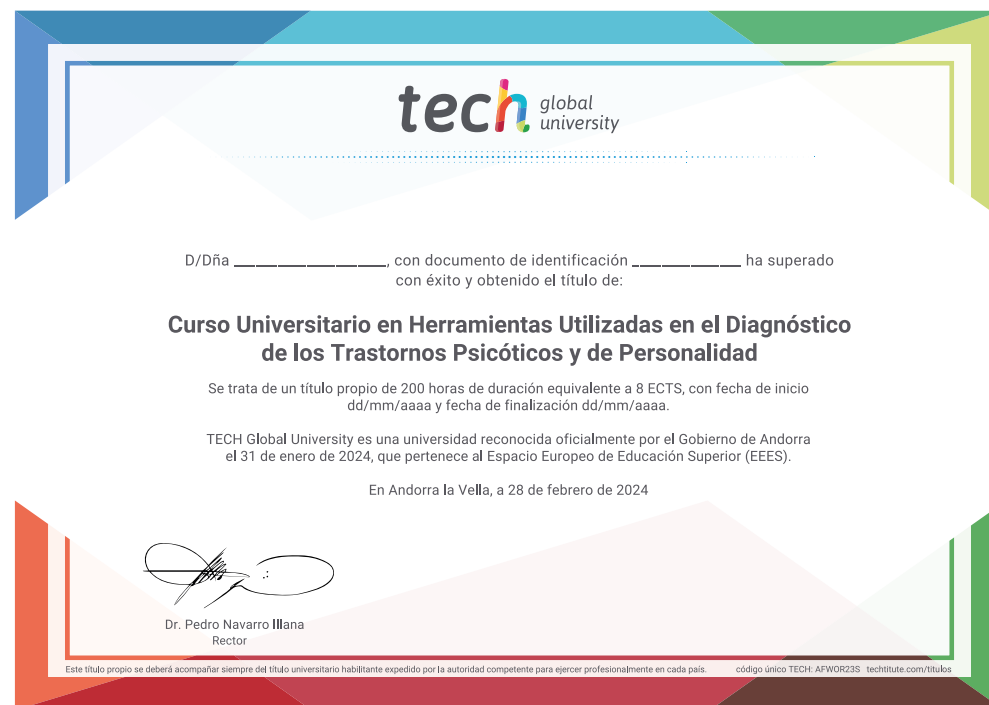 tech global university
D/Dña ______________, con documento de identificación __________ ha superado
con éxito y obtenido el título de:
Curso Universitario en Herramientas Utilizadas en el Diagnóstico
de los Trastornos Psicóticos y de Personalidad
Se trata de un título propio de 200 horas de duración equivalente a 8 ECTS, con fecha de inicio
dd/mm/aaaa y fecha de finalización dd/mm/aaaa.
TECH Global University es una universidad reconocida oficialmente por el Gobierno de Andorra
el 31 de enero de 2024, que pertenece al Espacio Europeo de Educación Superior (EEES).
En Andorra la Vella, a 28 de febrero de 2024
Dr. Pedro Navarro Illana
Rector
Este título propio se deberá acompañar siempre del título universitario habilitante expedido por la autoridad competente para ejercer profesionalmente en cada país. código único TECH: AFWOR23S techtitute.com/titulos